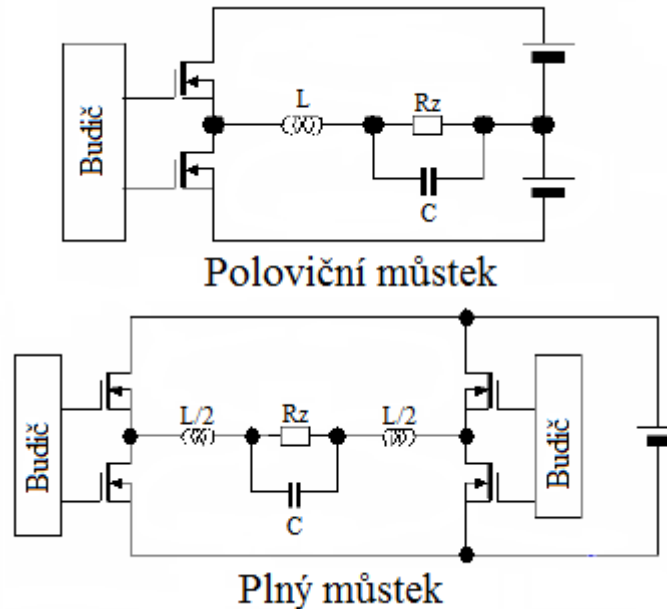 Budič
L
Rz
C
Poloviční můstek
Budič
L/2
Rz
L/2
C
Budič
Plný můstek